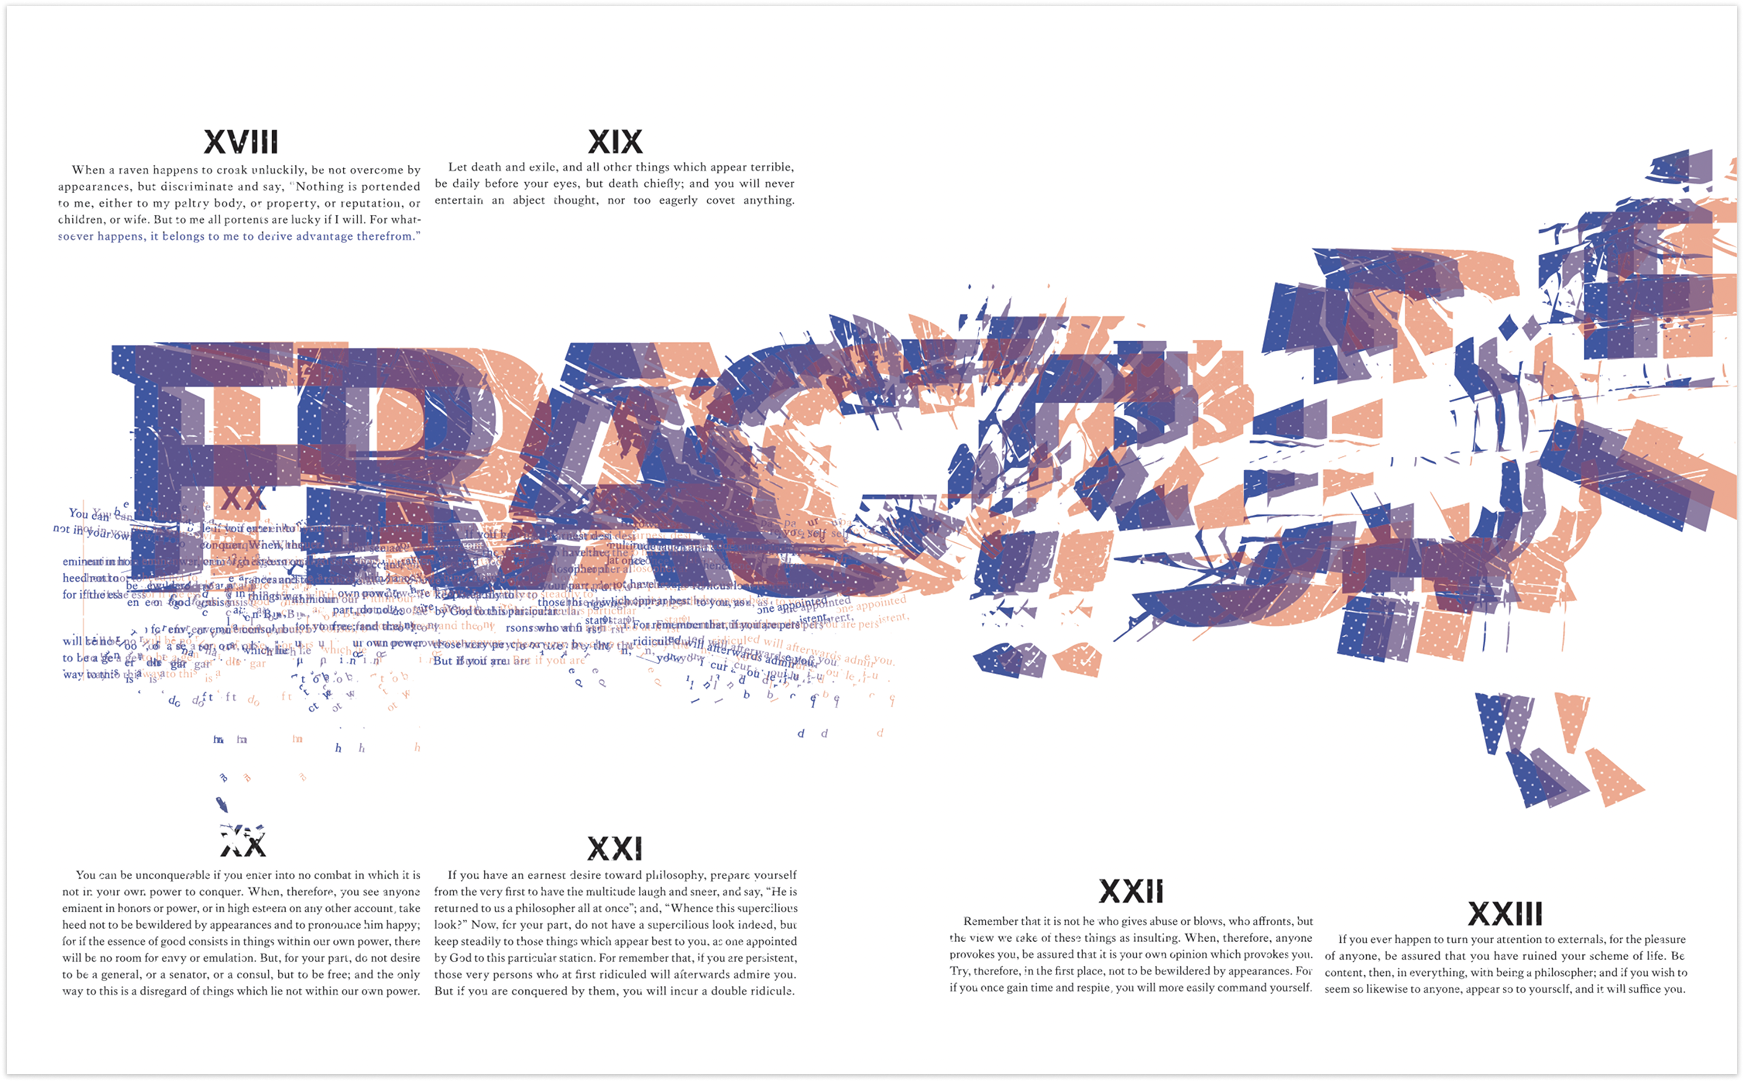 XVIII
When a raven happens to croak unluckily, be not overcome by
appearances, but discriminate and say, “Nothing is portended
to me, either to my paltry body, or property, or reputation, or
children, or wife. But to me all portents are lucky if I will. For what-
soever happens, it belongs to me to derive advantage therefrom.”
XIX
Let death and exile, and all other things which appear terrible,
be daily before your eyes, but death chiefly; and you will never
entertain an abject thought, nor too eagerly covet anything.
FRACTURED
XX
XX
You can be unconquerable if you enter into no combat in which it is
not in your own power to conquer. When, therefore, you see anyone
eminent in honors or power, or in high esteem on any other account, take
heed not to be bewildered by appearances and to pronounce him happy;
for if the essence of good consists in things within our own power, there
will be no room for envy or emulation. But, for your part, do not desire
to be a general, or a senator, or a consul, but to be free; and the only
way to this is a disregard of things which lie not within our own power.
XXI
If you have an earnest desire toward philosophy, prepare yourself
from the very first to have the multitude laugh and sneer, and say, “He is
returned to us a philosopher all at once”; and, “Whence this supercilious
look?” Now, for your part, do not have a supercilious look indeed, but
keep steadily to those things which appear best to you, as one appointed
by God to this particular station. For remember that, if you are persistent,
those very persons who at first ridiculed will afterwards admire you.
But if you are conquered by them, you will incur a double ridicule.
XXII
Remember that it is not he who gives abuse or blows, who affronts, but
the view we take of these things as insulting. When, therefore, anyone
provokes you, be assured that it is your own opinion which provokes you.
Try, therefore, in the first place, not to be bewildered by appearances. For
if you once gain time and respite, you will more easily command yourself.
XXIII
If you ever happen to turn your attention to externals, for the pleasure
of anyone, be assured that you have ruined your scheme of life. Be
content, then, in everything, with being a philosopher; and if you wish to
seem so likewise to anyone, appear so to yourself, and it will suffice you.